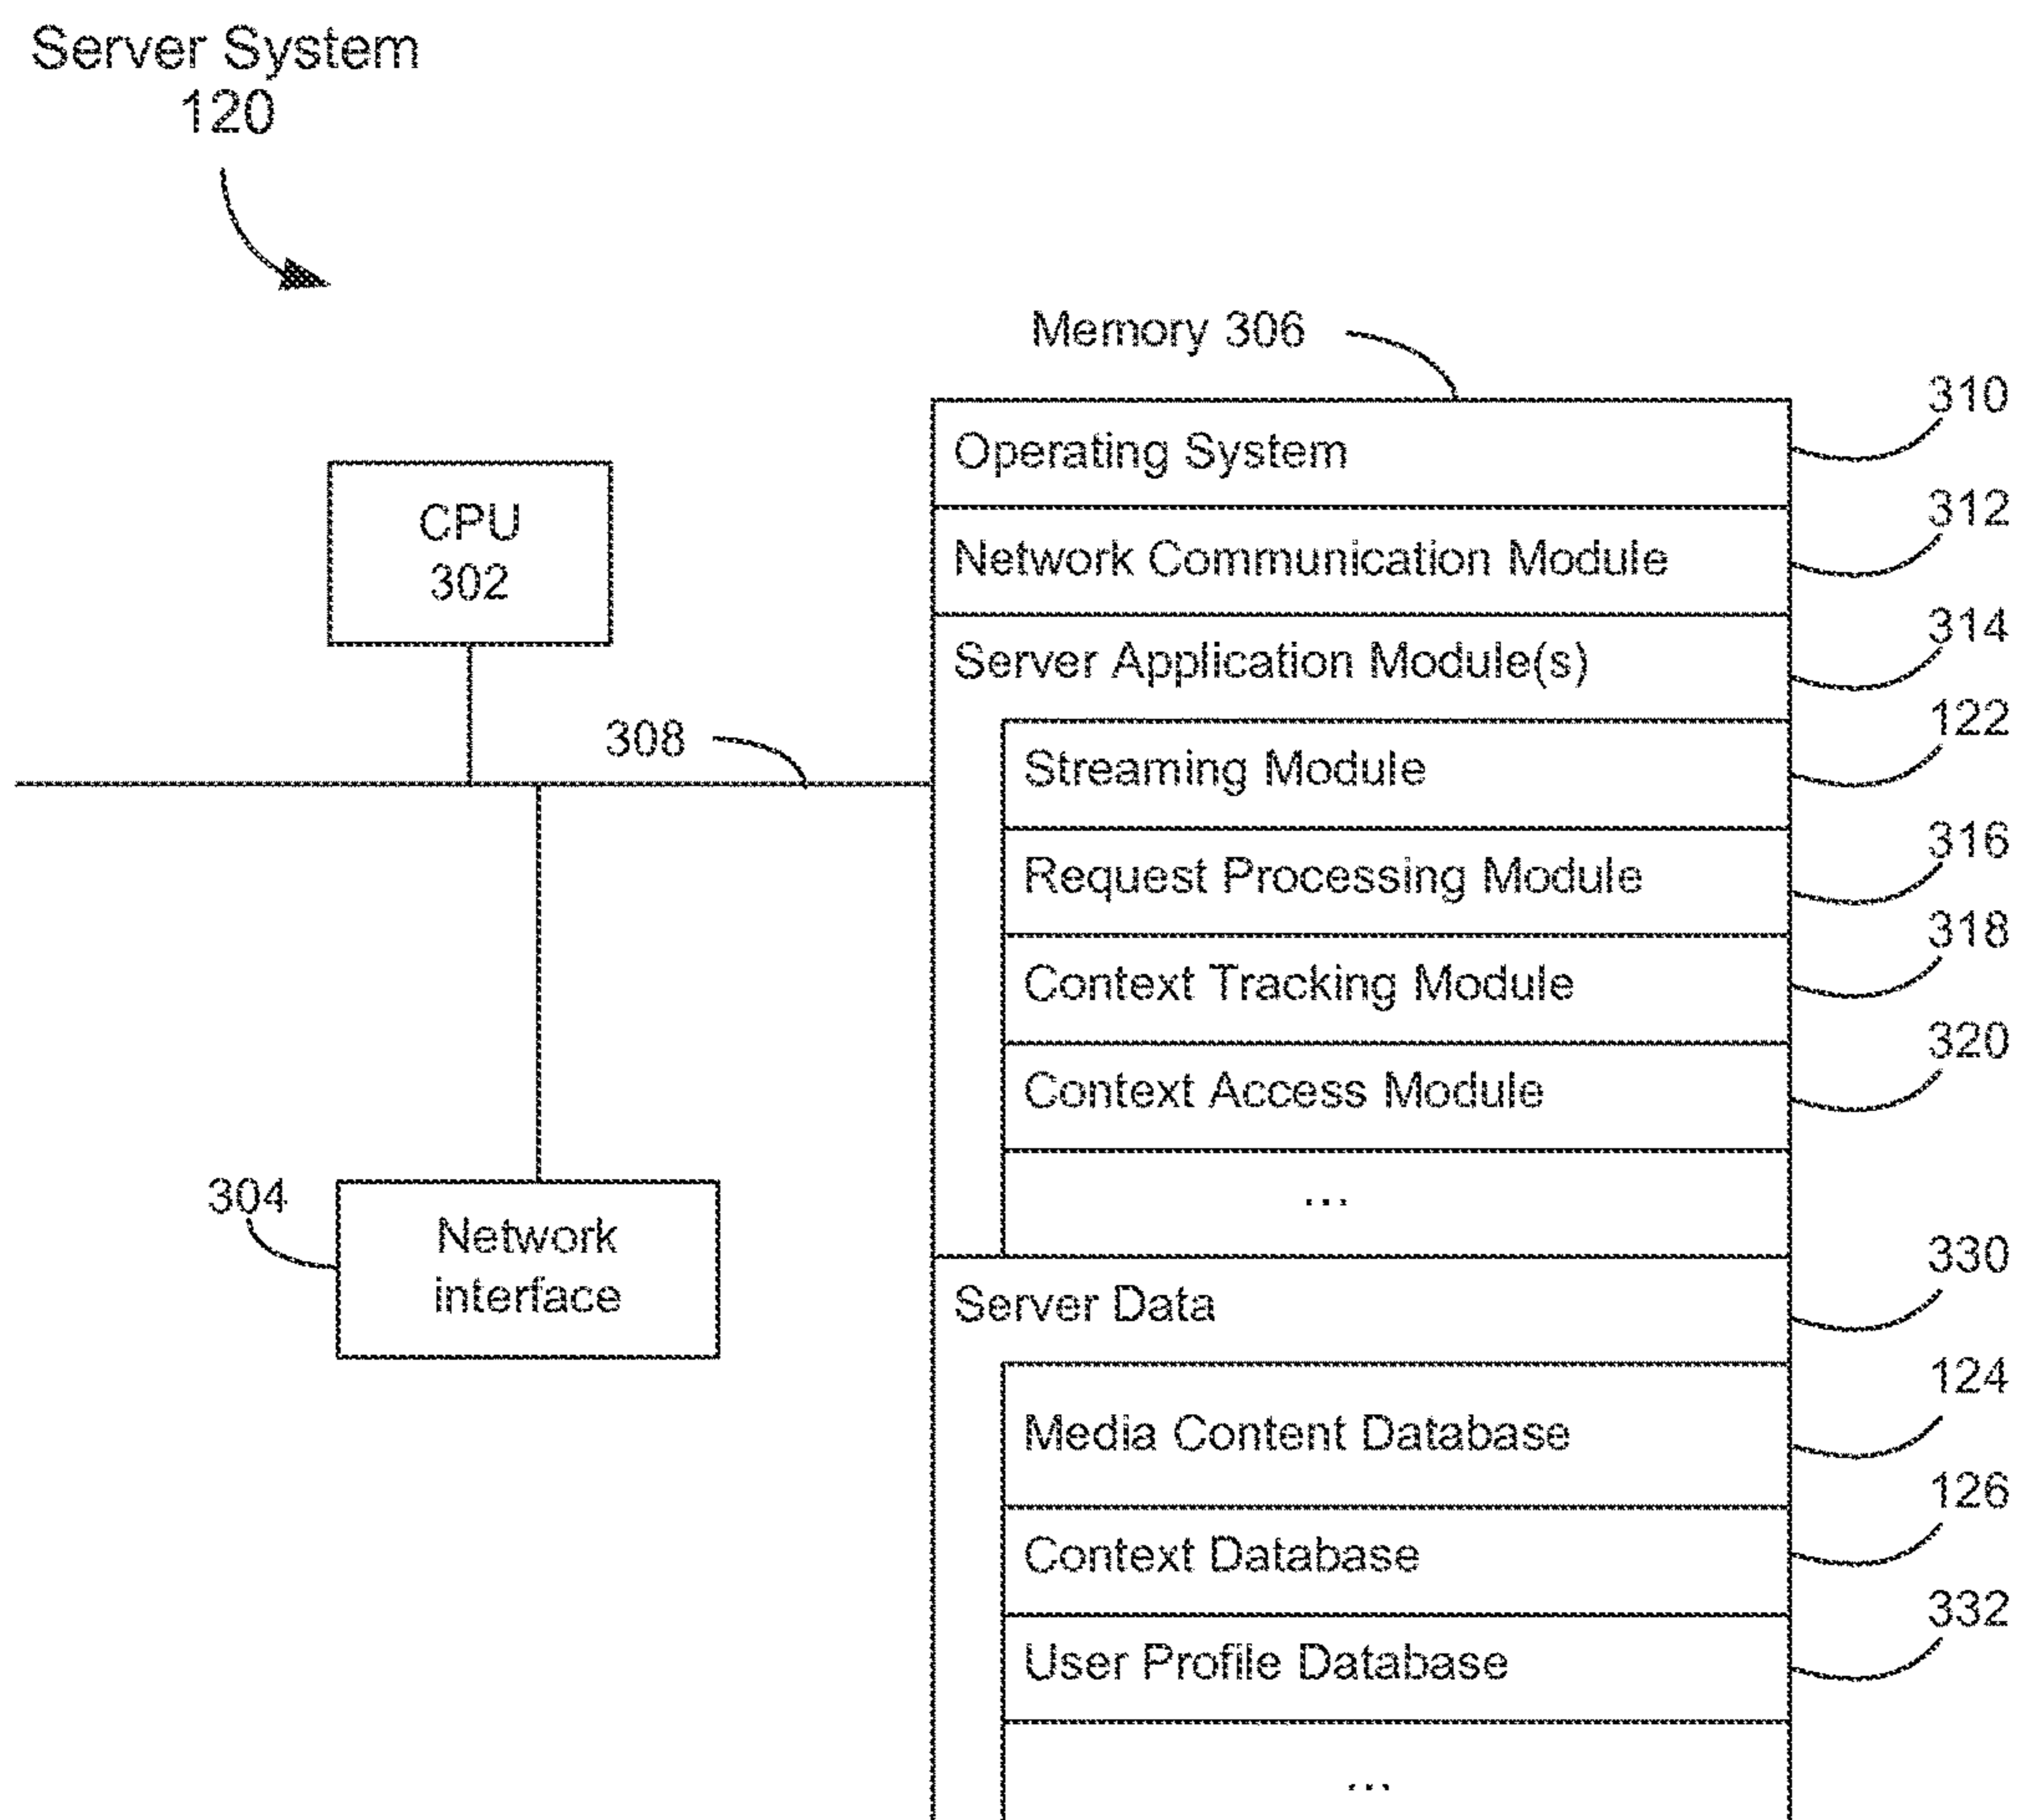 Server System
120
Memory 306
310
Operating System
CPU
302
312
Network Communication Module
314
Server Application Module(s)
308
122
Streaming Module
316
Request Processing Module
318
Context Tracking Module
320
Context Access Module
...
304
Network
interface
330
Server Data
124
Media Content Database
126
Context Database
332
User Profile Database
...